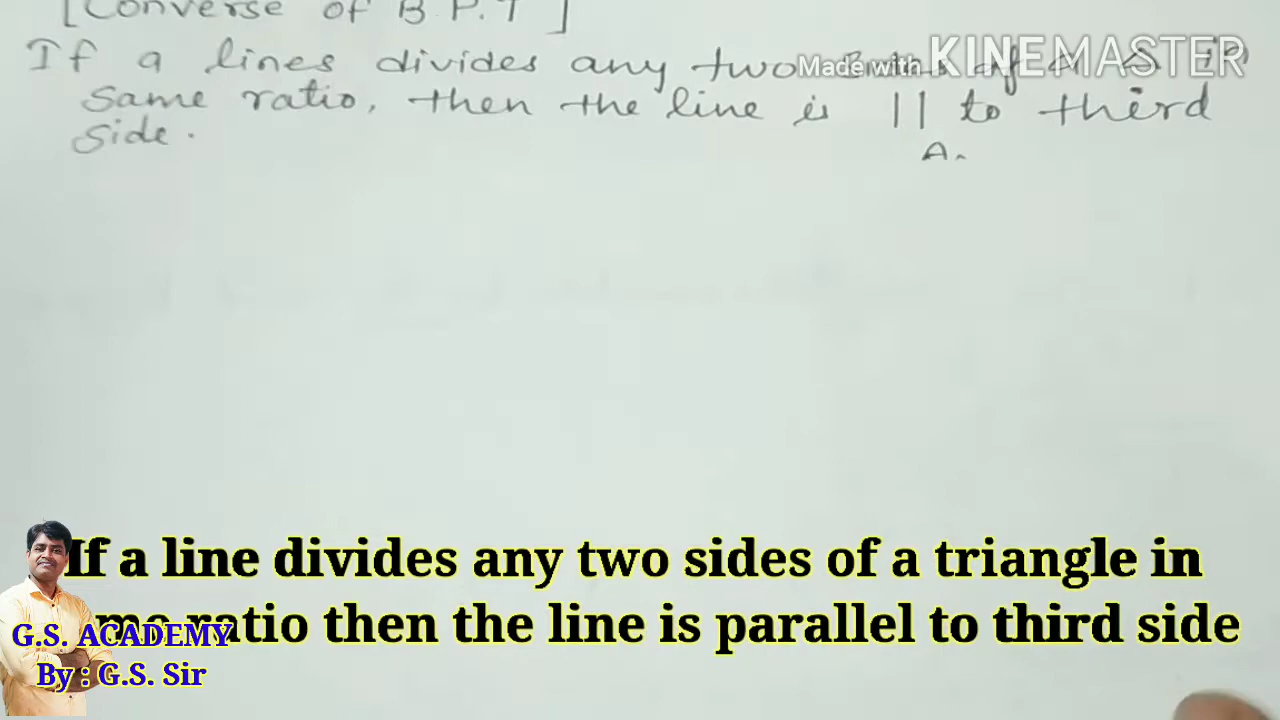 [Converse of B.P.T]
If a lines divides any two of a Δ in
Made with KINEMASTER
same ratio, then the line is || to third
side.
A
If a line divides any two sides of a triangle in
ratio then the line is parallel to third side
G.S. ACADEMY
By : G.S. Sir